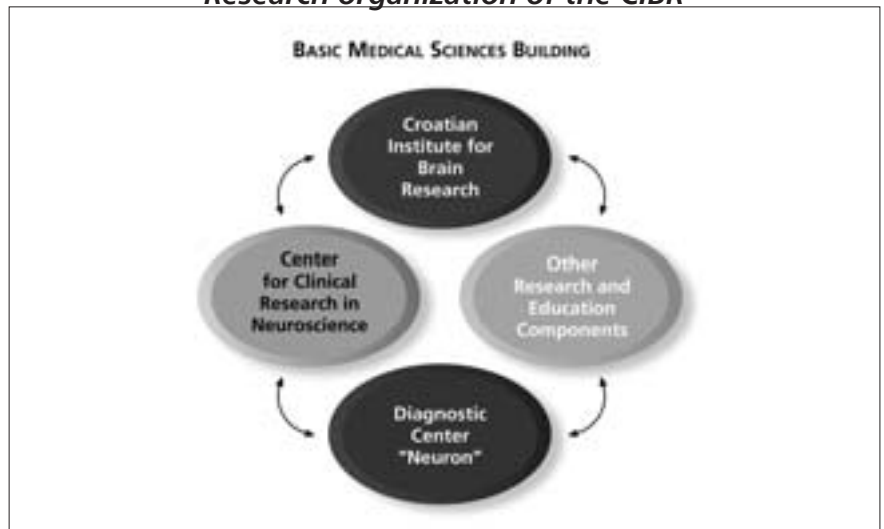 Research organization of the CIBR
BASIC MEDICAL SCIENCES BUILDING
Croatian
Institute for
Brain
Research
Center
for Clinical
Research in
Neuroscience
Other
Research and
Education
Components
Diagnostic
Center
"Neuron"